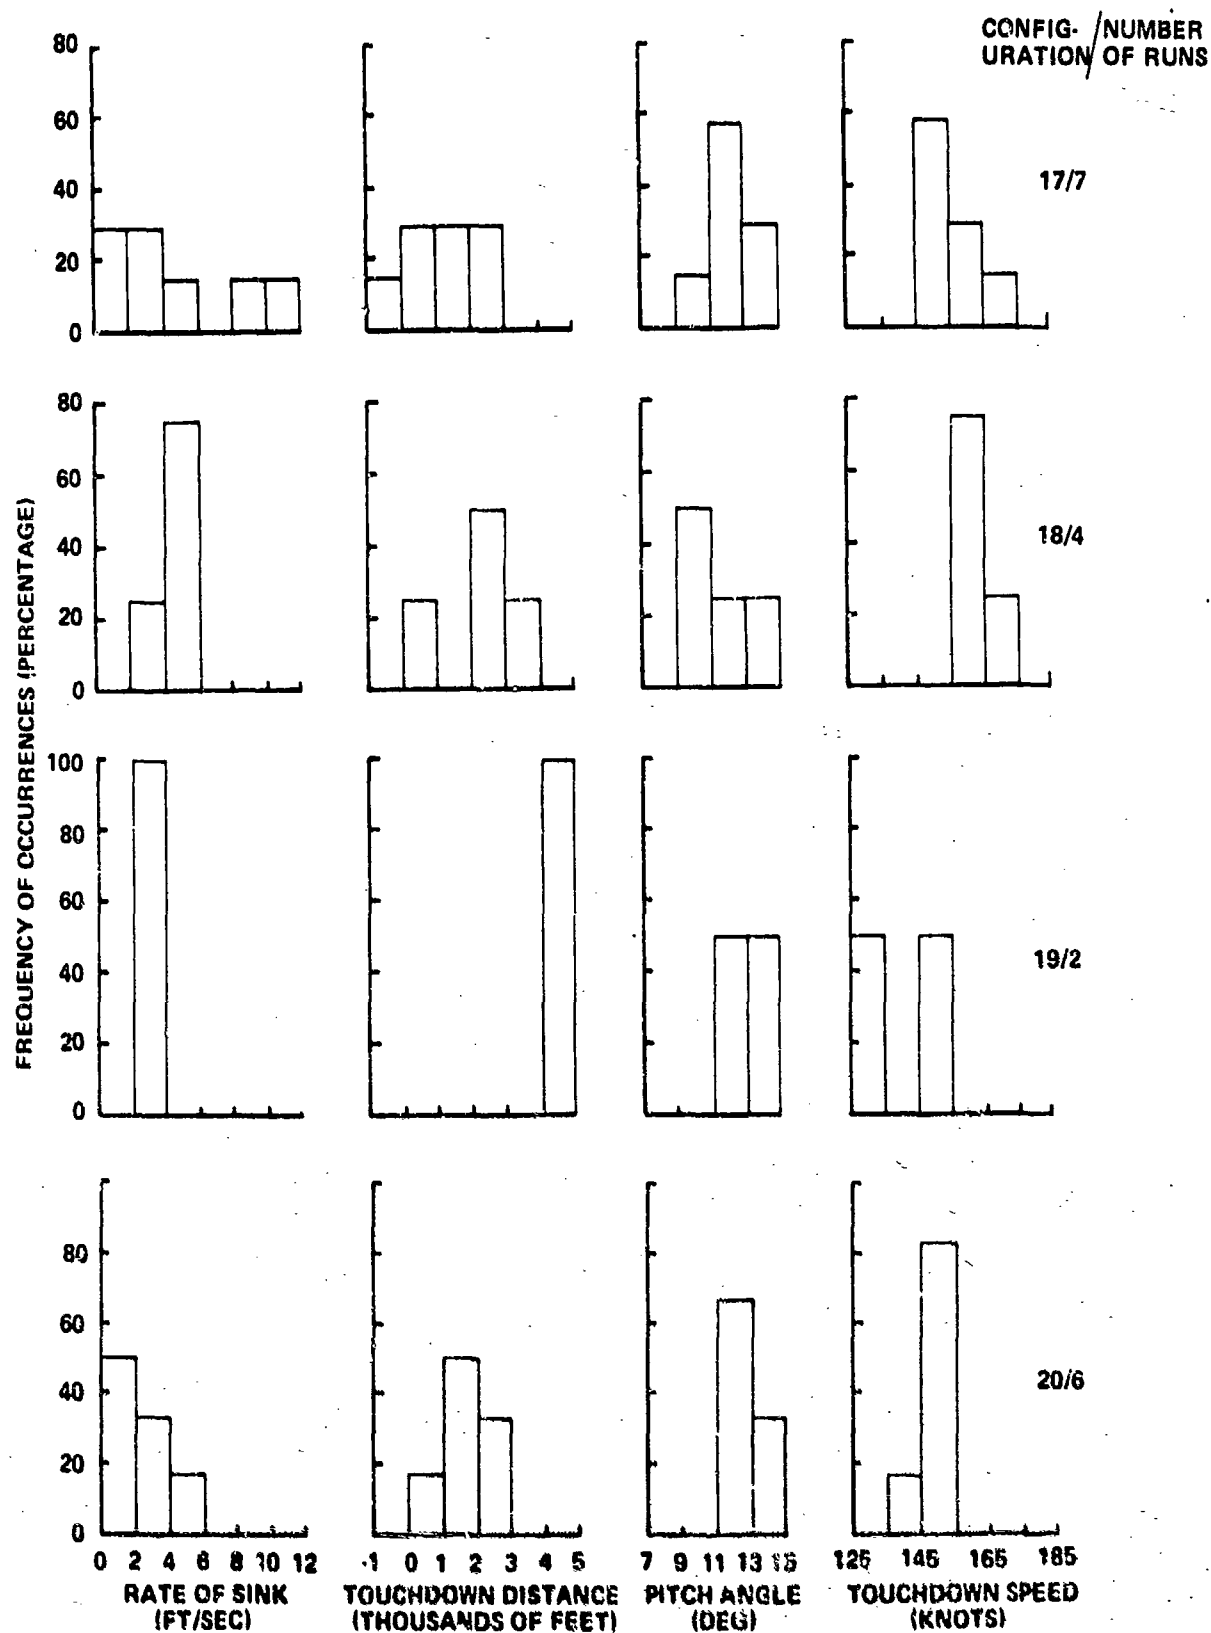 CONFIG- / NUMBER
URATION / OF RUNS
80
60
40
20
0
17/7
80
60
40
20
0
18/4
FREQUENCY OF OCCURRENCES (PERCENTAGE)
100
80
60
40
20
0
19/2
80
60
40
20
0
20/6
0 2 4 6 8 10 12
-1 0 1 2 3 5
7 9 11 13 15
125 145 165 185
RATE OF SINK
(FT/SEC)
TOUCHDOWN DISTANCE
(THOUSANDS OF FEET)
PITCH ANGLE
(DEG)
TOUCHDOWN SPEED
(KNOTS)